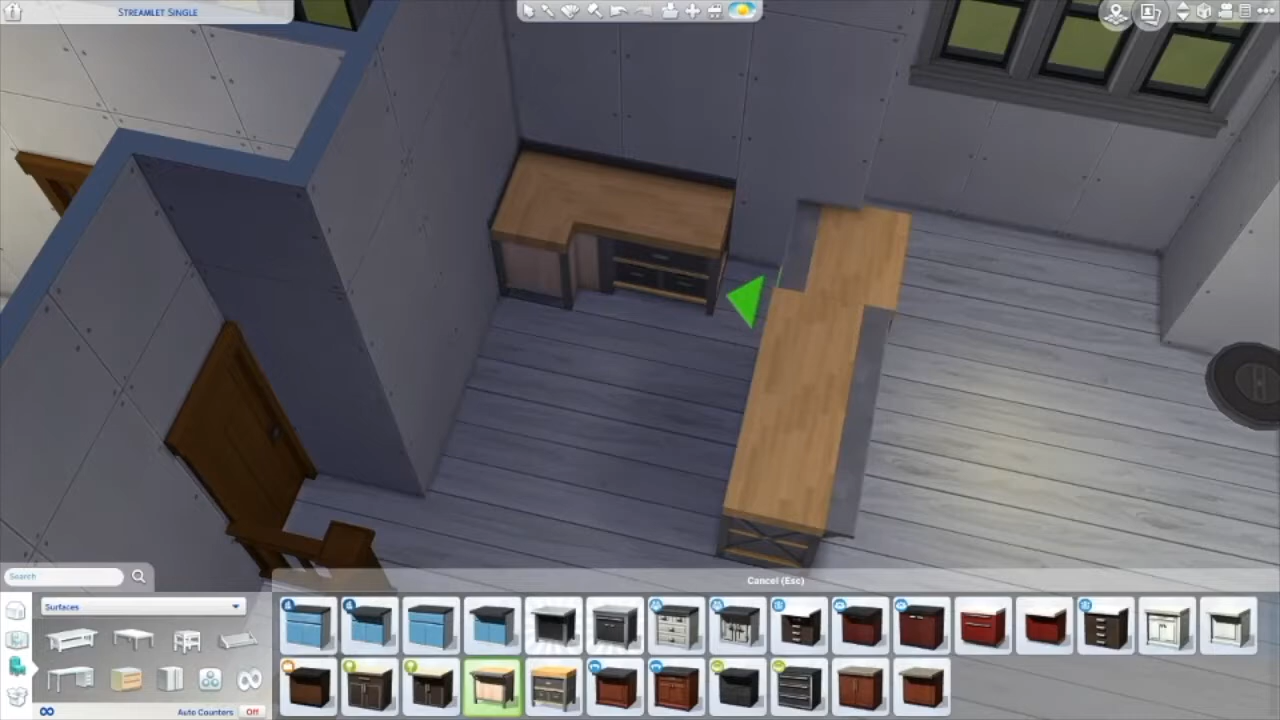 STREAMLET SINGLE
Cancel (Esc)
Search
Surfaces
Auto Counters Off